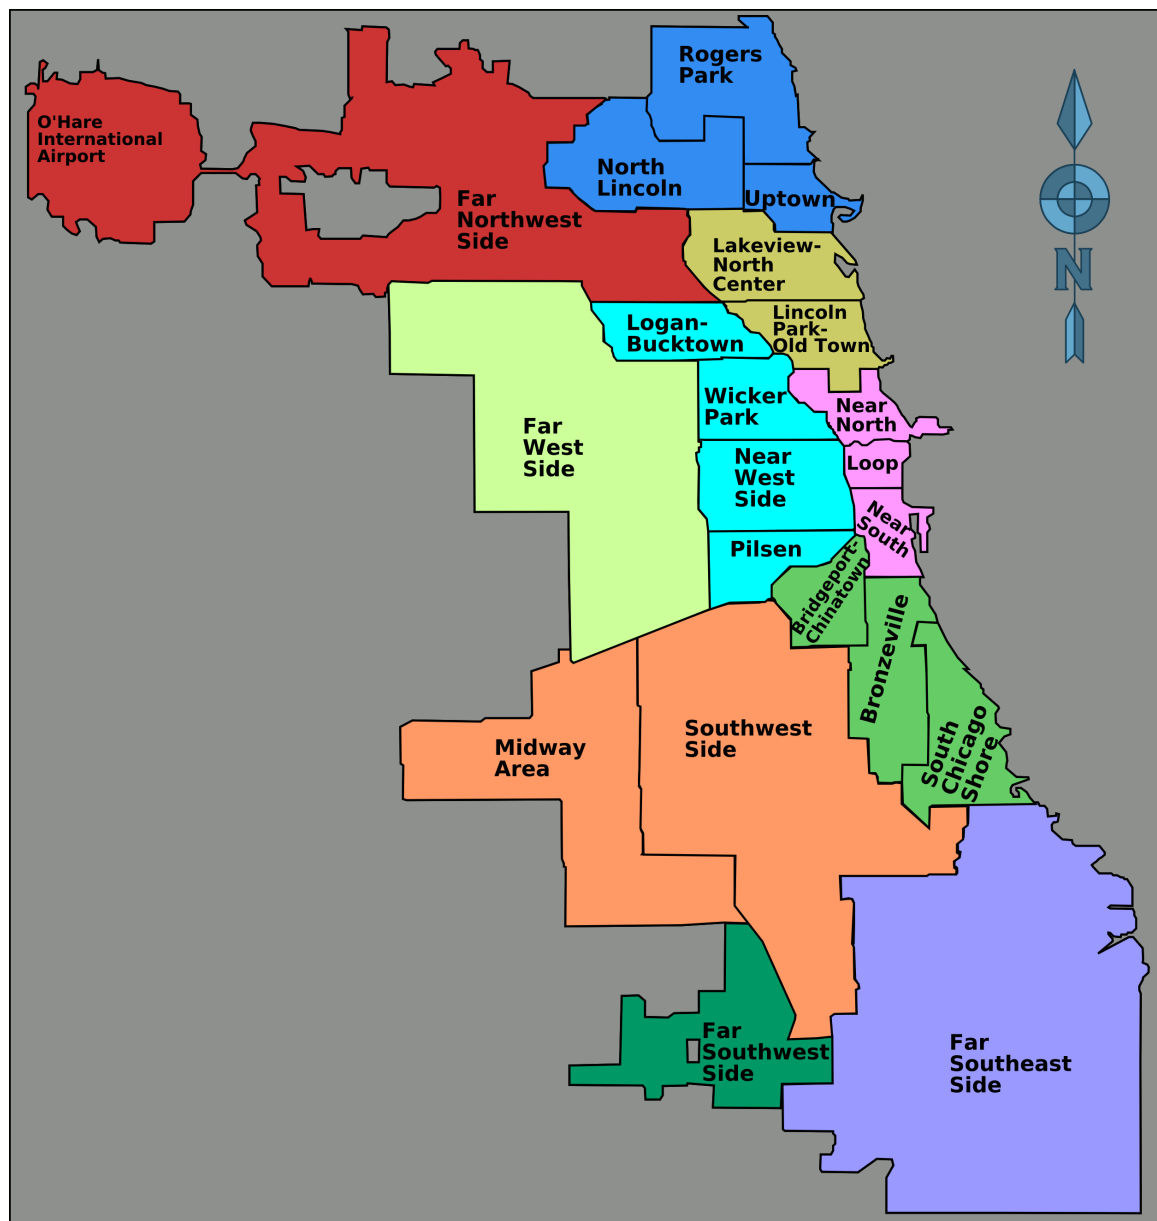 Rogers
Park
O'Hare
International
Airport
North
Lincoln
Uptown
Far
Northwest
Side
Lakeview-
North
Center
N
Logan-
Bucktown
Lincoln
Park-
Old Town
Wicker
Park
Near
North
Far
West
Side
Near
West
Side
Loop
Near
South
Pilsen
Bridgeport-
Chinatown
Bronzeville
South
Chicago
Shore
Southwest
Side
Midway
Area
Far
Southwest
Side
Far
Southeast
Side